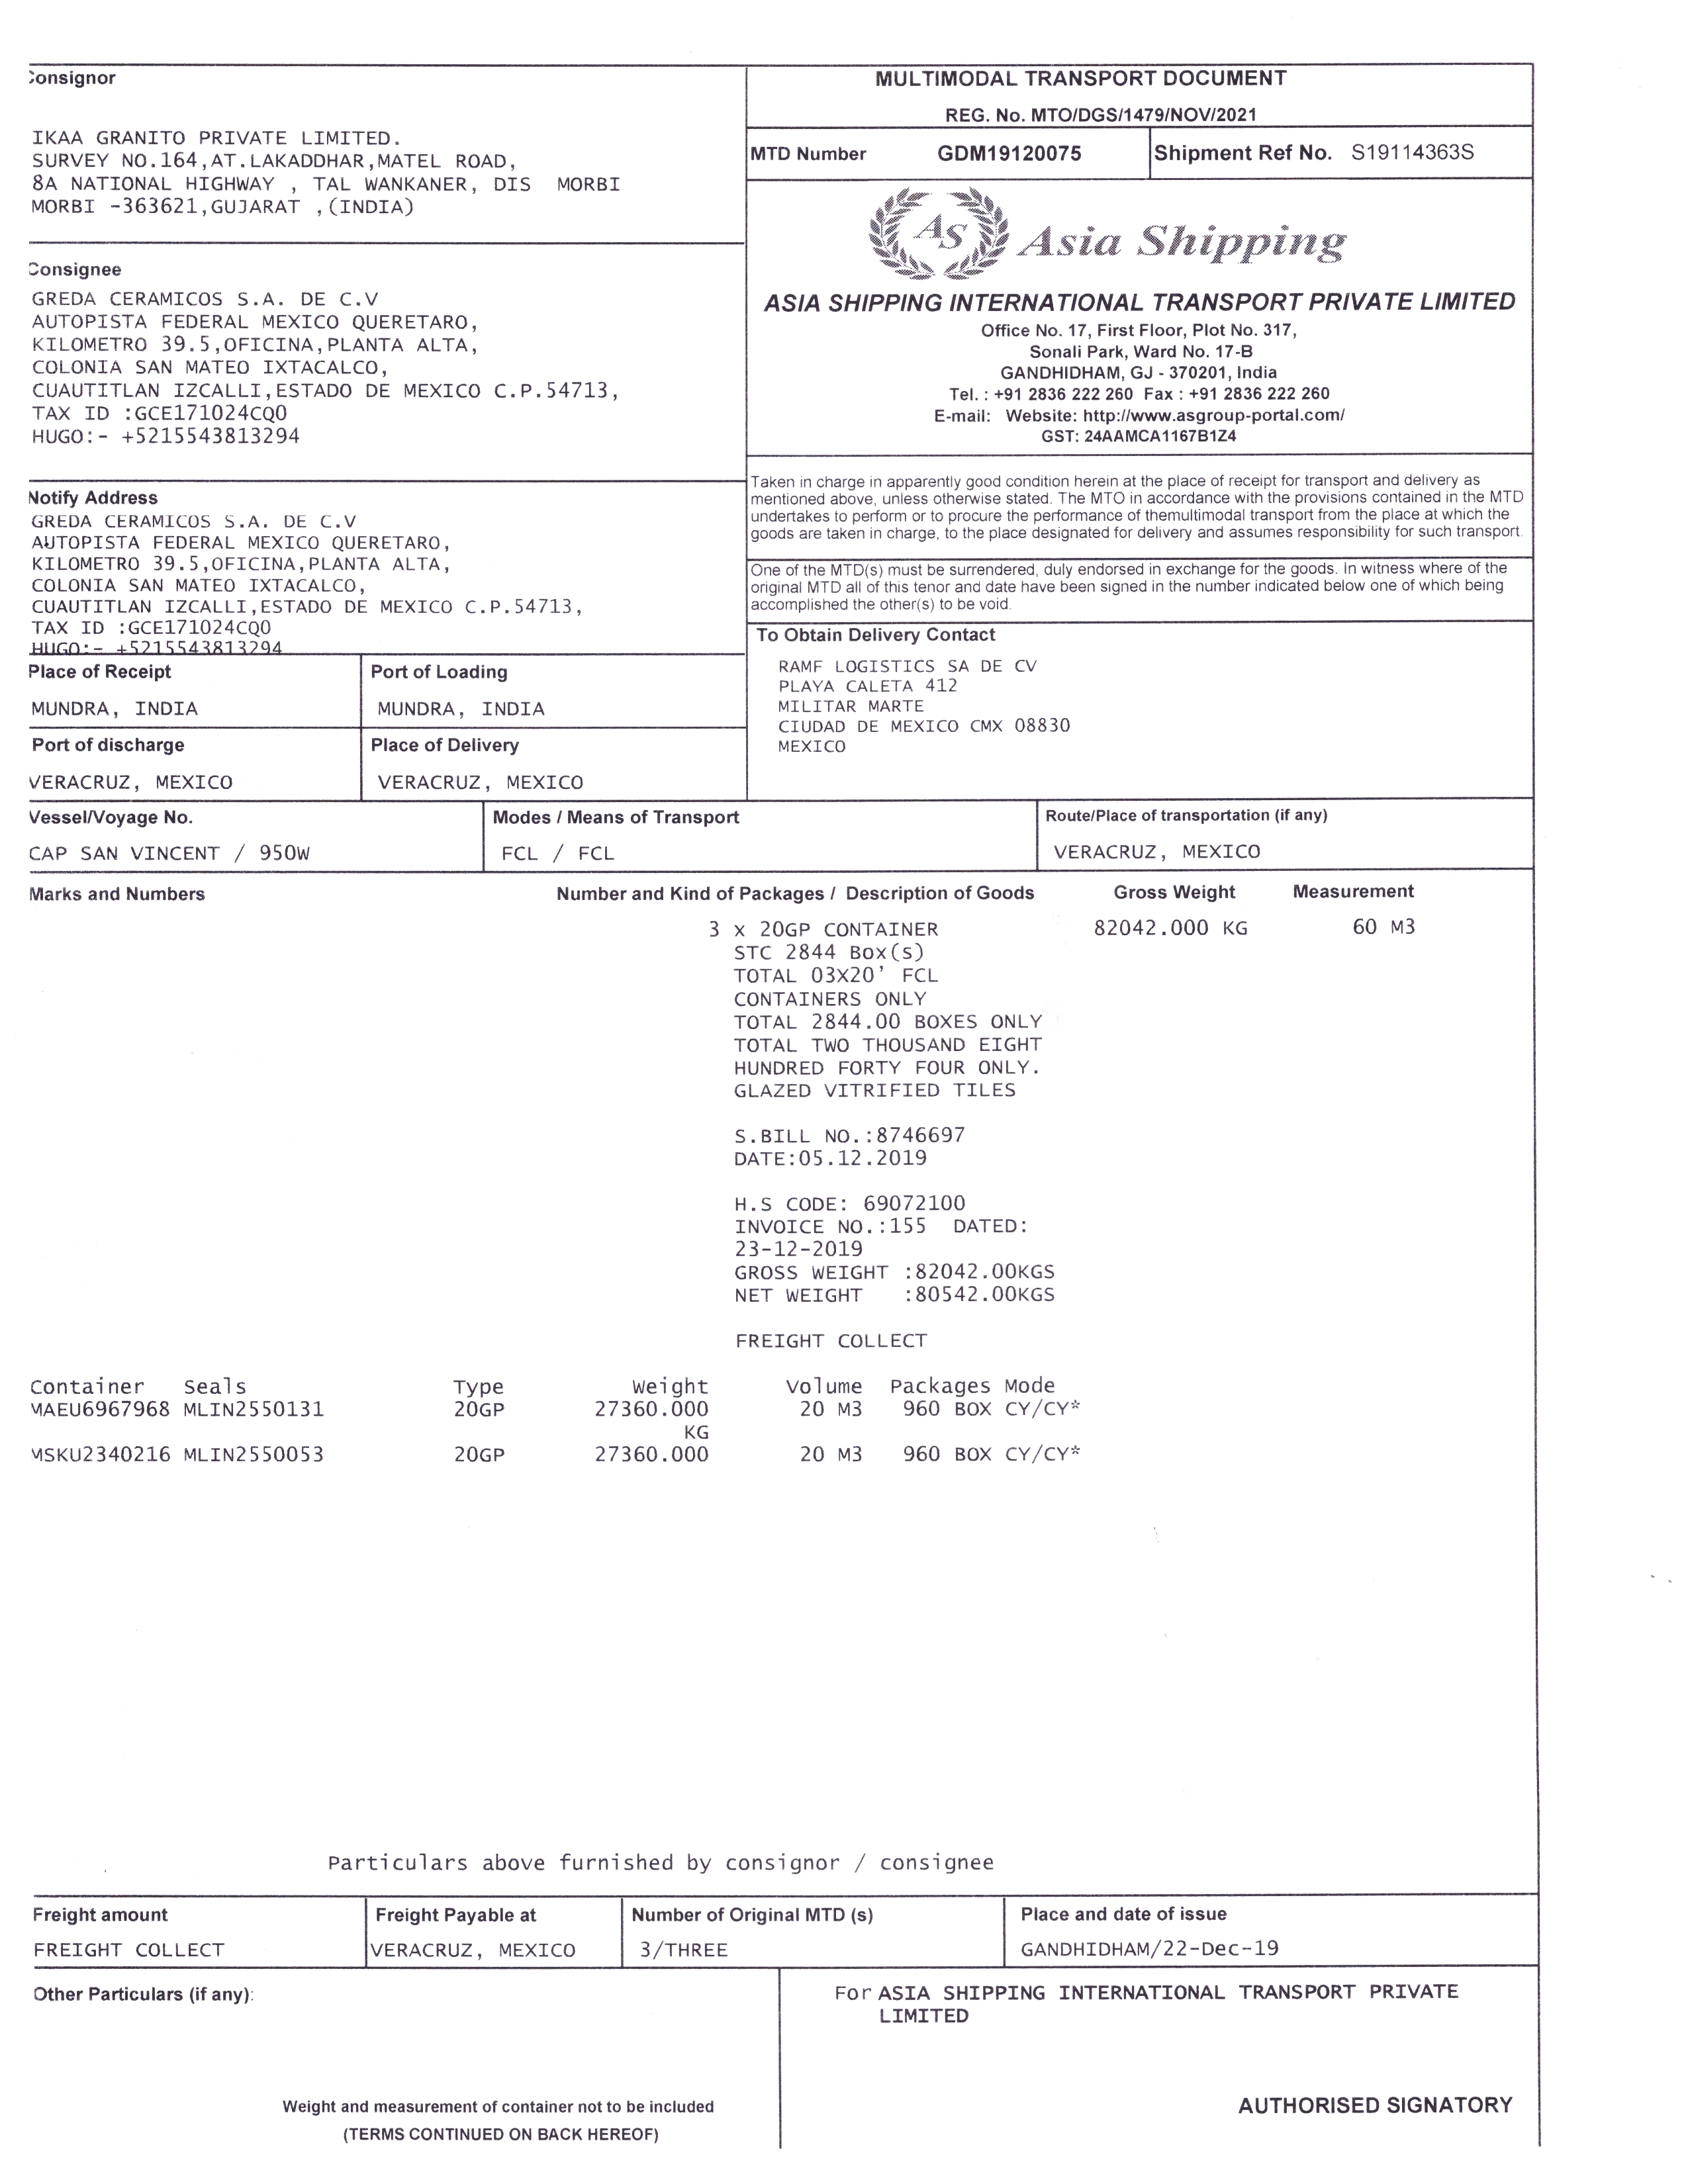 Consignor
IKAA GRANITO PRIVATE LIMITED.
SURVEY NO.164,AT.LAKADDHAR,MATEL ROAD,
8A NATIONAL HIGHWAY , TAL WANKANER, DIS MORBI
MORBI -363621,GUJARAT ,(INDIA)
Consignee
GREDA CERAMICOS S.A. DE C.V
AUTOPISTA FEDERAL MEXICO QUERETARO,
KILOMETRO 39.5,OFICINA,PLANTA ALTA,
COLONIA SAN MATEO IXTACALCO,
CUAUTITLAN IZCALLI,ESTADO DE MEXICO C.P.54713,
TAX ID :GCE171024CQ0
HUGO:- +5215543813294
Notify Address
GREDA CERAMICOS S.A. DE C.V
AUTOPISTA FEDERAL MEXICO QUERETARO,
KILOMETRO 39.5,OFICINA,PLANTA ALTA,
COLONIA SAN MATEO IXTACALCO,
CUAUTITLAN IZCALLI,ESTADO DE MEXICO C.P.54713,
TAX ID :GCE171024CQ0
HUGO:- +5215543813294
MULTIMODAL TRANSPORT DOCUMENT
REG. No. MTO/DGS/1479/NOV/2021
MTD Number GDM19120075 Shipment Ref No. S19114363S
AS Asia Shipping
ASIA SHIPPING INTERNATIONAL TRANSPORT PRIVATE LIMITED
Office No. 17, First Floor, Plot No. 317,
Sonali Park, Ward No. 17-B
GANDHIDHAM, GJ - 370201, India
Tel. : +91 2836 222 260 Fax : +91 2836 222 260
E-mail: Website: http://www.asgroup-portal.com/
GST: 24AAMCA1167B1Z4
Taken in charge in apparently good condition herein at the place of receipt for transport and delivery as
mentioned above, unless otherwise stated. The MTO in accordance with the provisions contained in the MTD
undertakes to perform or to procure the performance of themultimodal transport from the place at which the
goods are taken in charge, to the place designated for delivery and assumes responsibility for such transport.
One of the MTD(s) must be surrendered, duly endorsed in exchange for the goods. In witness where of the
original MTD all of this tenor and date have been signed in the number indicated below one of which being
accomplished the other(s) to be void.
To Obtain Delivery Contact
RAMF LOGISTICS SA DE CV
PLAYA CALETA 412
MILITAR MARTE
CIUDAD DE MEXICO CMX 08830
MEXICO
Place of Receipt Port of Loading
MUNDRA, INDIA MUNDRA, INDIA
Port of discharge Place of Delivery
VERACRUZ, MEXICO VERACRUZ, MEXICO
Vessel/Voyage No. Modes / Means of Transport Route/Place of transportation (if any)
CAP SAN VINCENT / 950W FCL / FCL VERACRUZ, MEXICO
Marks and Numbers Number and Kind of Packages / Description of Goods Gross Weight Measurement
3 x 20GP CONTAINER 82042.000 KG 60 M3
STC 2844 Box(s)
TOTAL 03X20' FCL
CONTAINERS ONLY
TOTAL 2844.00 BOXES ONLY
TOTAL TWO THOUSAND EIGHT
HUNDRED FORTY FOUR ONLY.
GLAZED VITRIFIED TILES
S.BILL NO.:8746697
DATE:05.12.2019
H.S CODE: 69072100
INVOICE NO.:155 DATED:
23-12-2019
GROSS WEIGHT :82042.00KGS
NET WEIGHT :80542.00KGS
FREIGHT COLLECT
Container Seals Type Weight Volume Packages Mode
MAEU6967968 MLIN2550131 20GP 27360.000 20 M3 960 BOX CY/CY*
KG
MSKU2340216 MLIN2550053 20GP 27360.000 20 M3 960 BOX CY/CY*
Particulars above furnished by consignor / consignee
Freight amount Freight Payable at Number of Original MTD (s) Place and date of issue
FREIGHT COLLECT VERACRUZ, MEXICO 3/THREE GANDHIDHAM/22-Dec-19
Other Particulars (if any):
For ASIA SHIPPING INTERNATIONAL TRANSPORT PRIVATE
LIMITED
Weight and measurement of container not to be included
(TERMS CONTINUED ON BACK HEREOF)
AUTHORISED SIGNATORY